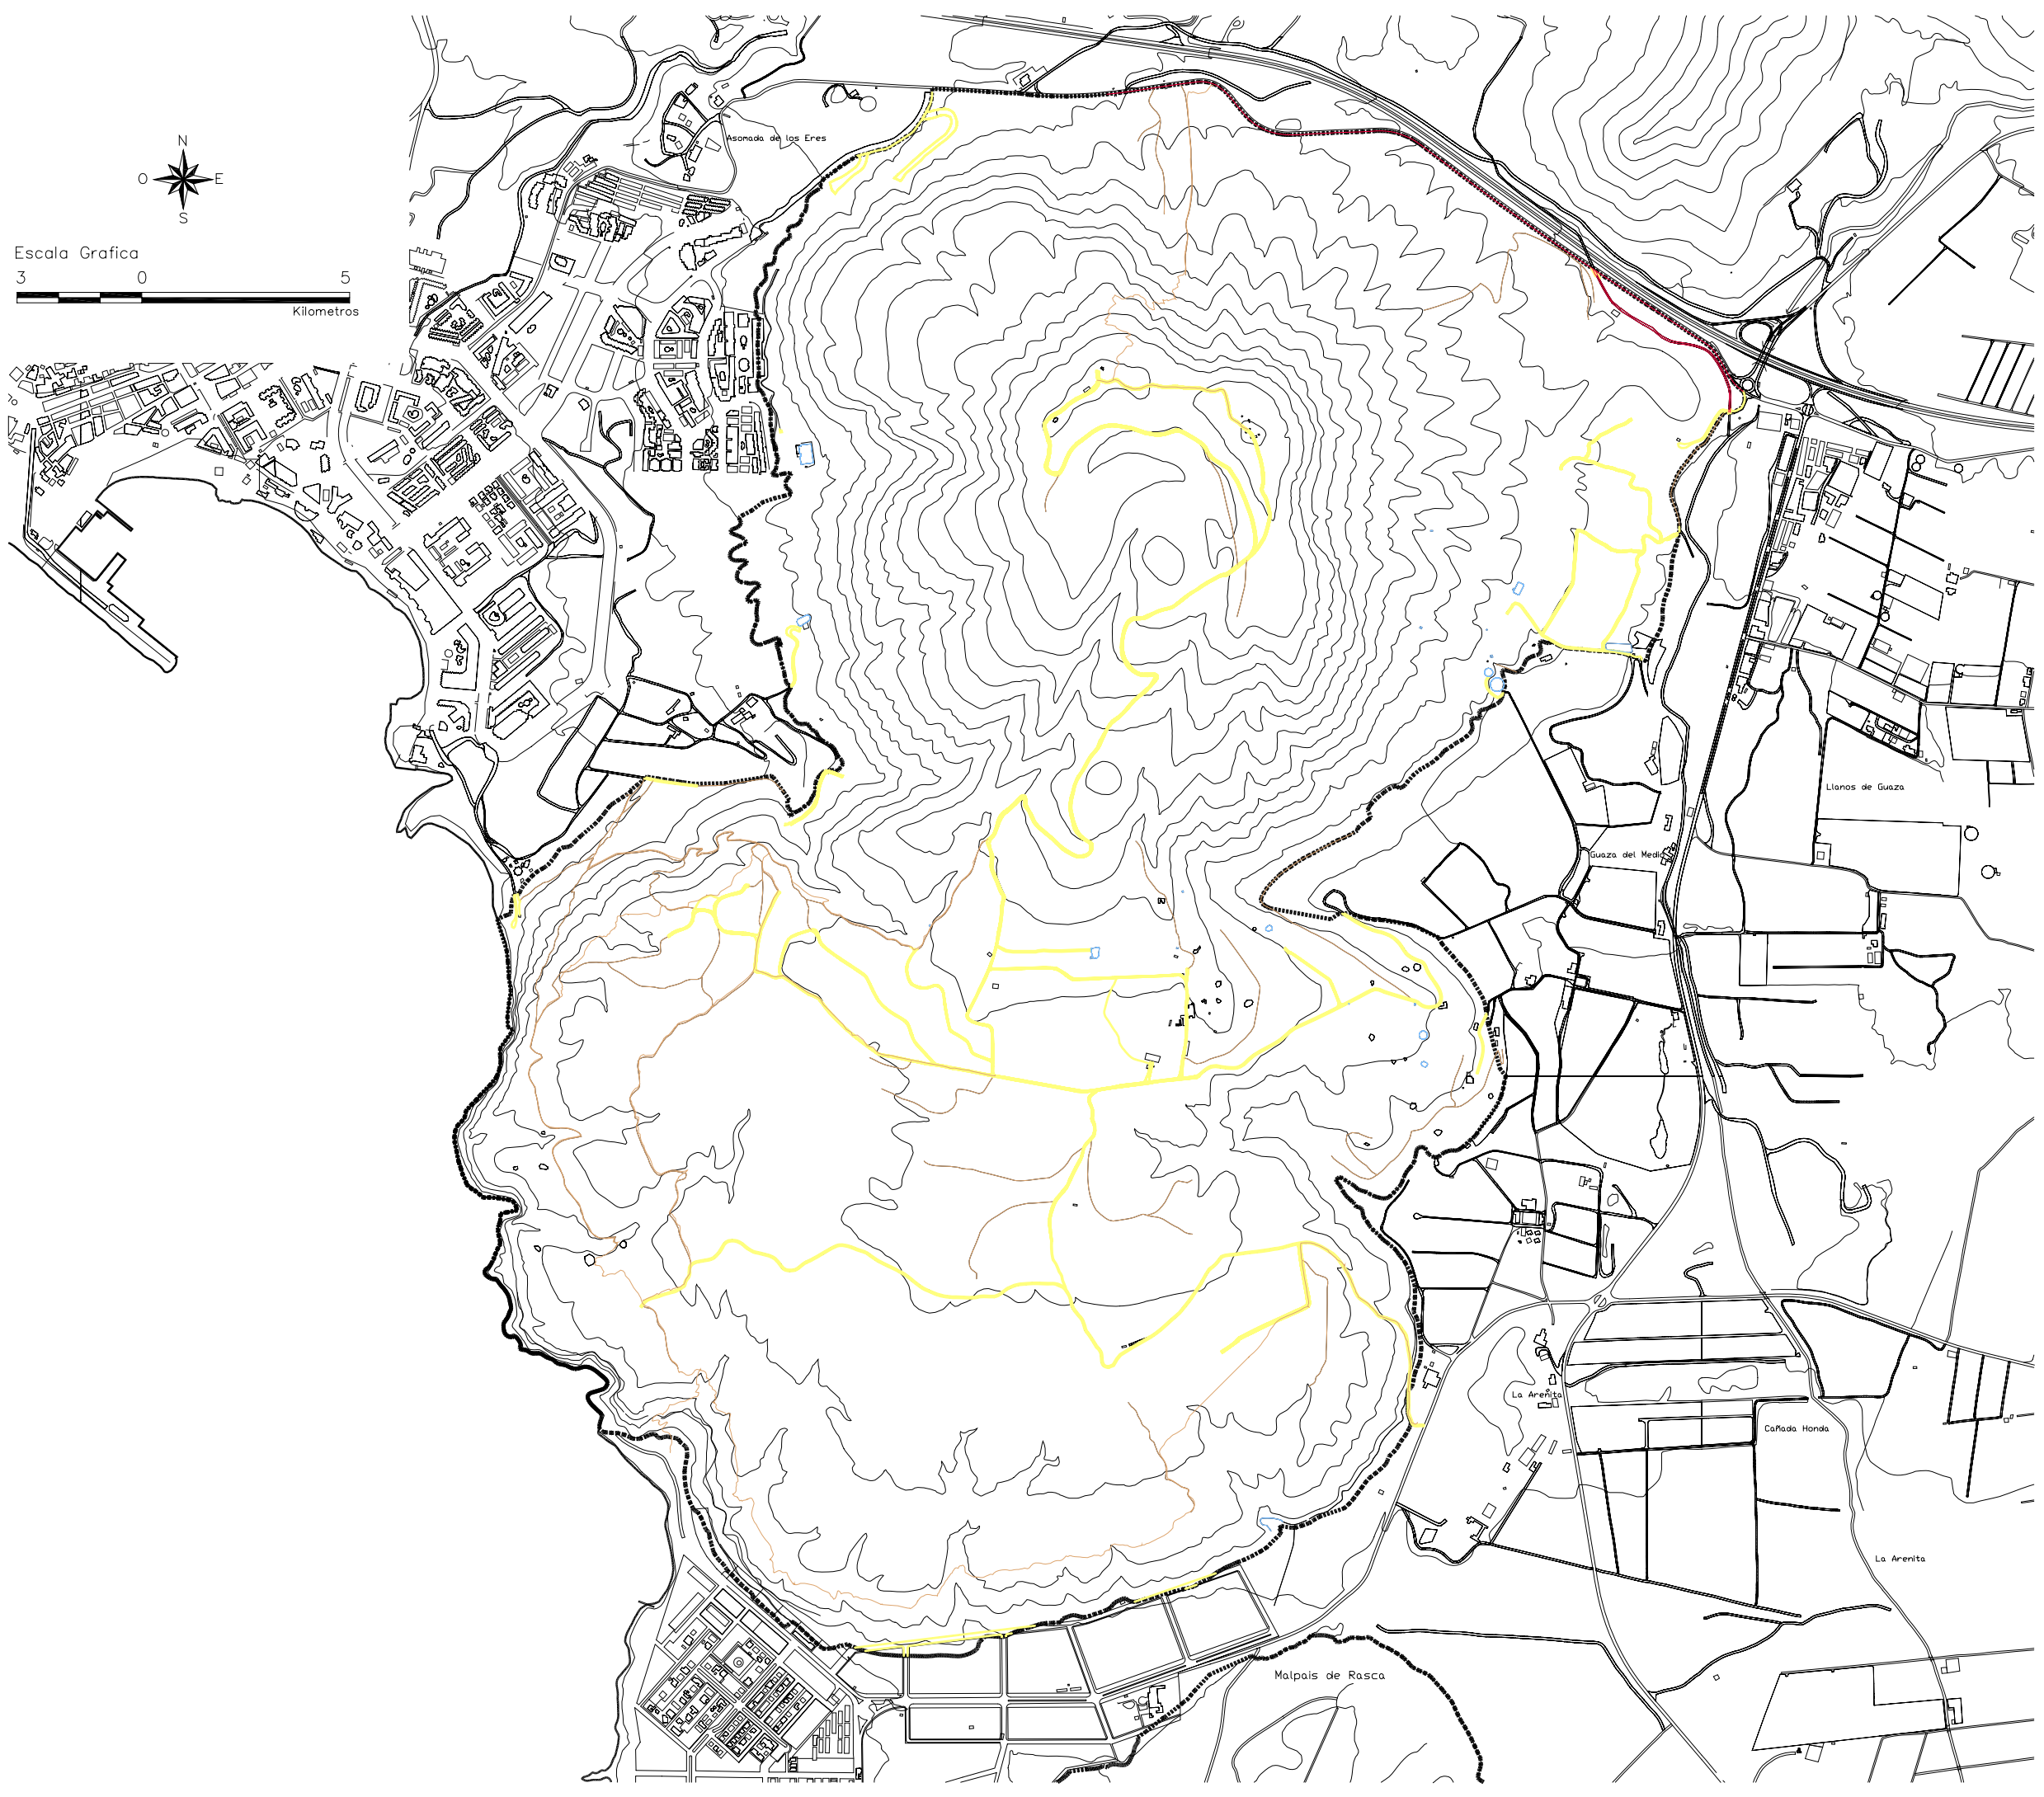 Asomada de los Eres
N
O E
S
Escala Grafica
3 0 5
Kilometros
Llanos de Guaza
Guaza del Medio
La Arenita
Cañada Honda
La Arenita
Malpais de Rasca